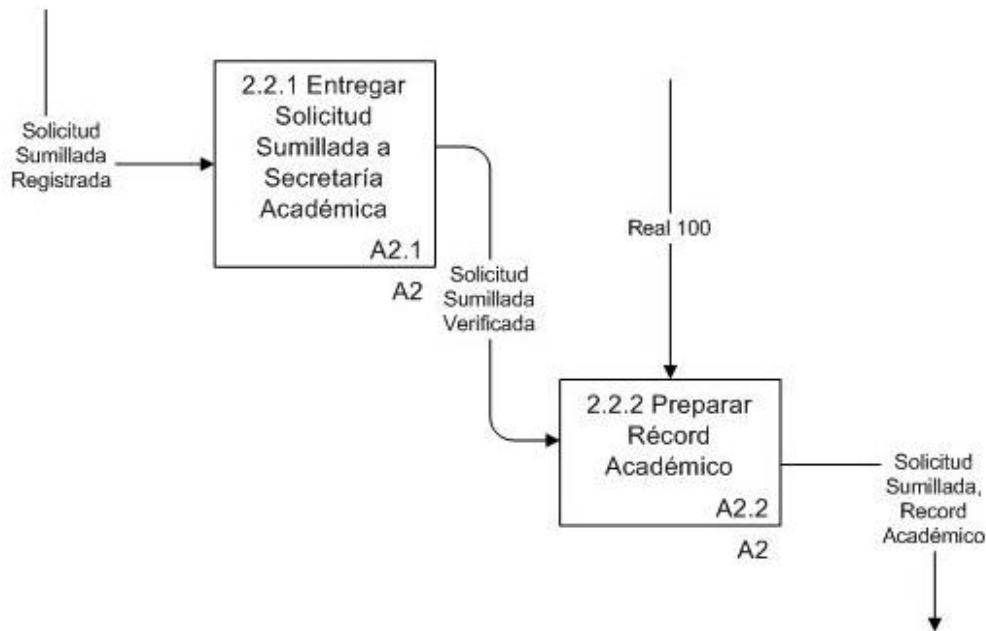 2.2.1 Entregar
Solicitud
Sumillada a
Secretaría
Académica
A2.1
A2
Solicitud
Sumillada
Registrada
Real 100
Solicitud
Sumillada
Verificada
2.2.2 Preparar
Récord
Académico
A2.2
A2
Solicitud
Sumillada,
Record
Académico